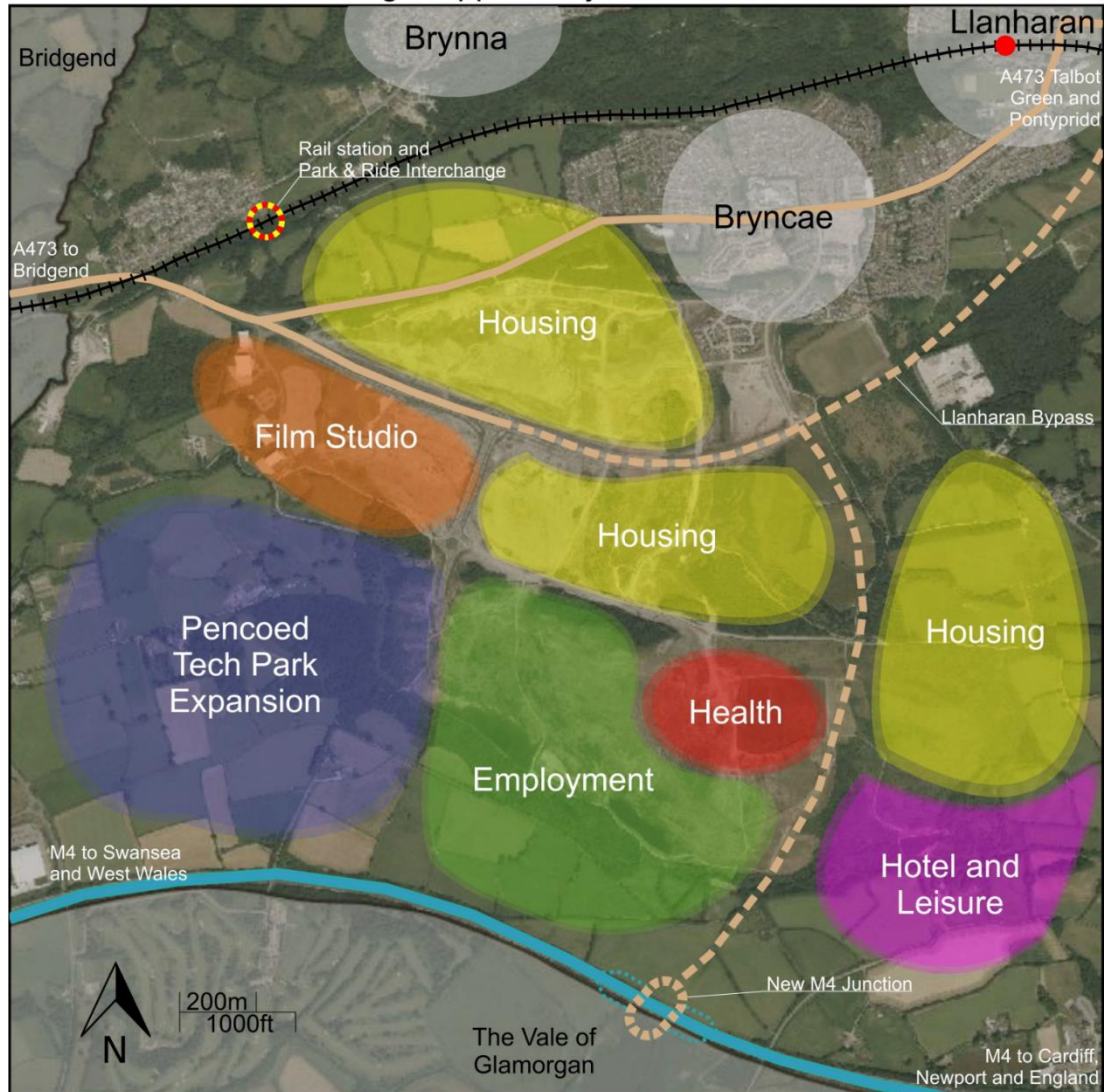 Brynna
Llanharan
Bridgend
A473 Talbot
Green and
Pontypridd
Rail station and
Park & Ride Interchange
Bryncae
A473 to
Bridgend
Housing
Llanharan Bypass
Film Studio
Housing
Pencoed
Tech Park
Expansion
Housing
Health
Employment
M4 to Swansea
and West Wales
Hotel and
Leisure
New M4 Junction
200m
1000ft
N
The Vale of
Glamorgan
M4 to Cardiff,
Newport and England